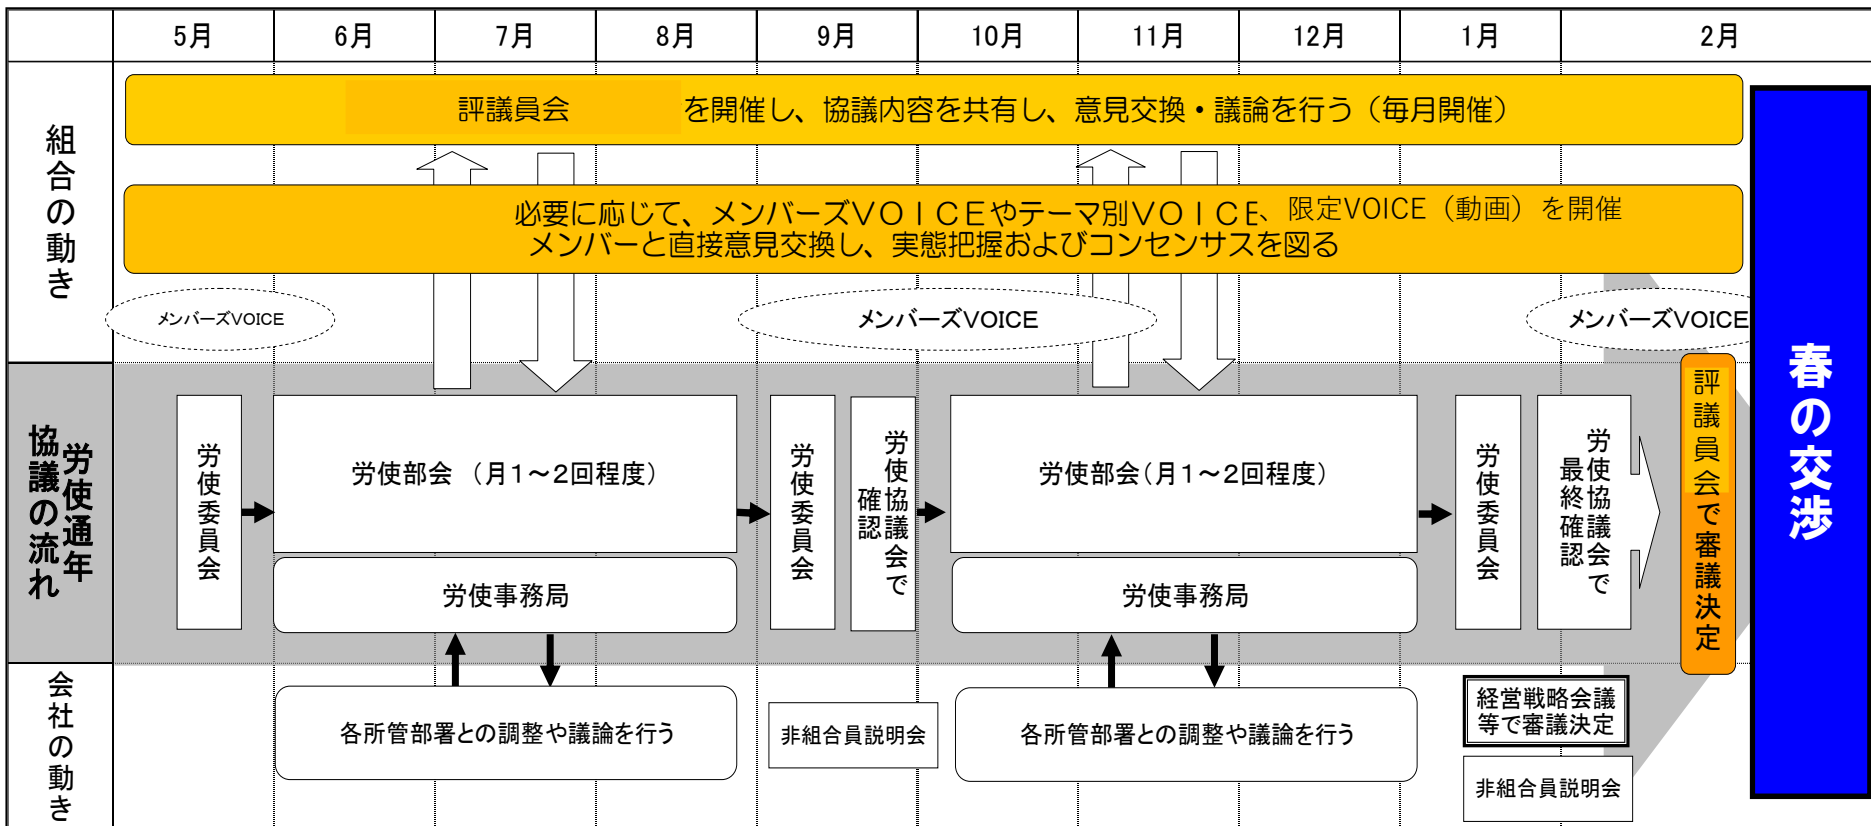 5月
6月
7月
8月
9月
10月
11月
12月
1月
2月
組合の動き
評議員会 を開催し、協議内容を共有し、意見交換・議論を行う（毎月開催）
必要に応じて、メンバーズVOICEやテーマ別VOICE、限定VOICE（動画）を開催
メンバーと直接意見交換し、実態把握およびコンセンサスを図る
メンバーズVOICE
メンバーズVOICE
メンバーズVOICE
春の交渉
労使通年
協議の流れ
労使委員会
労使部会 （月1～2回程度）
労使事務局
労使委員会
労使協議会で
確認
労使部会（月1～2回程度）
労使事務局
労使委員会
労使協議会で
最終確認
評議員会で審議決定
会社の動き
各所管部署との調整や議論を行う
非組合員説明会
各所管部署との調整や議論を行う
経営戦略会議
等で審議決定
非組合員説明会